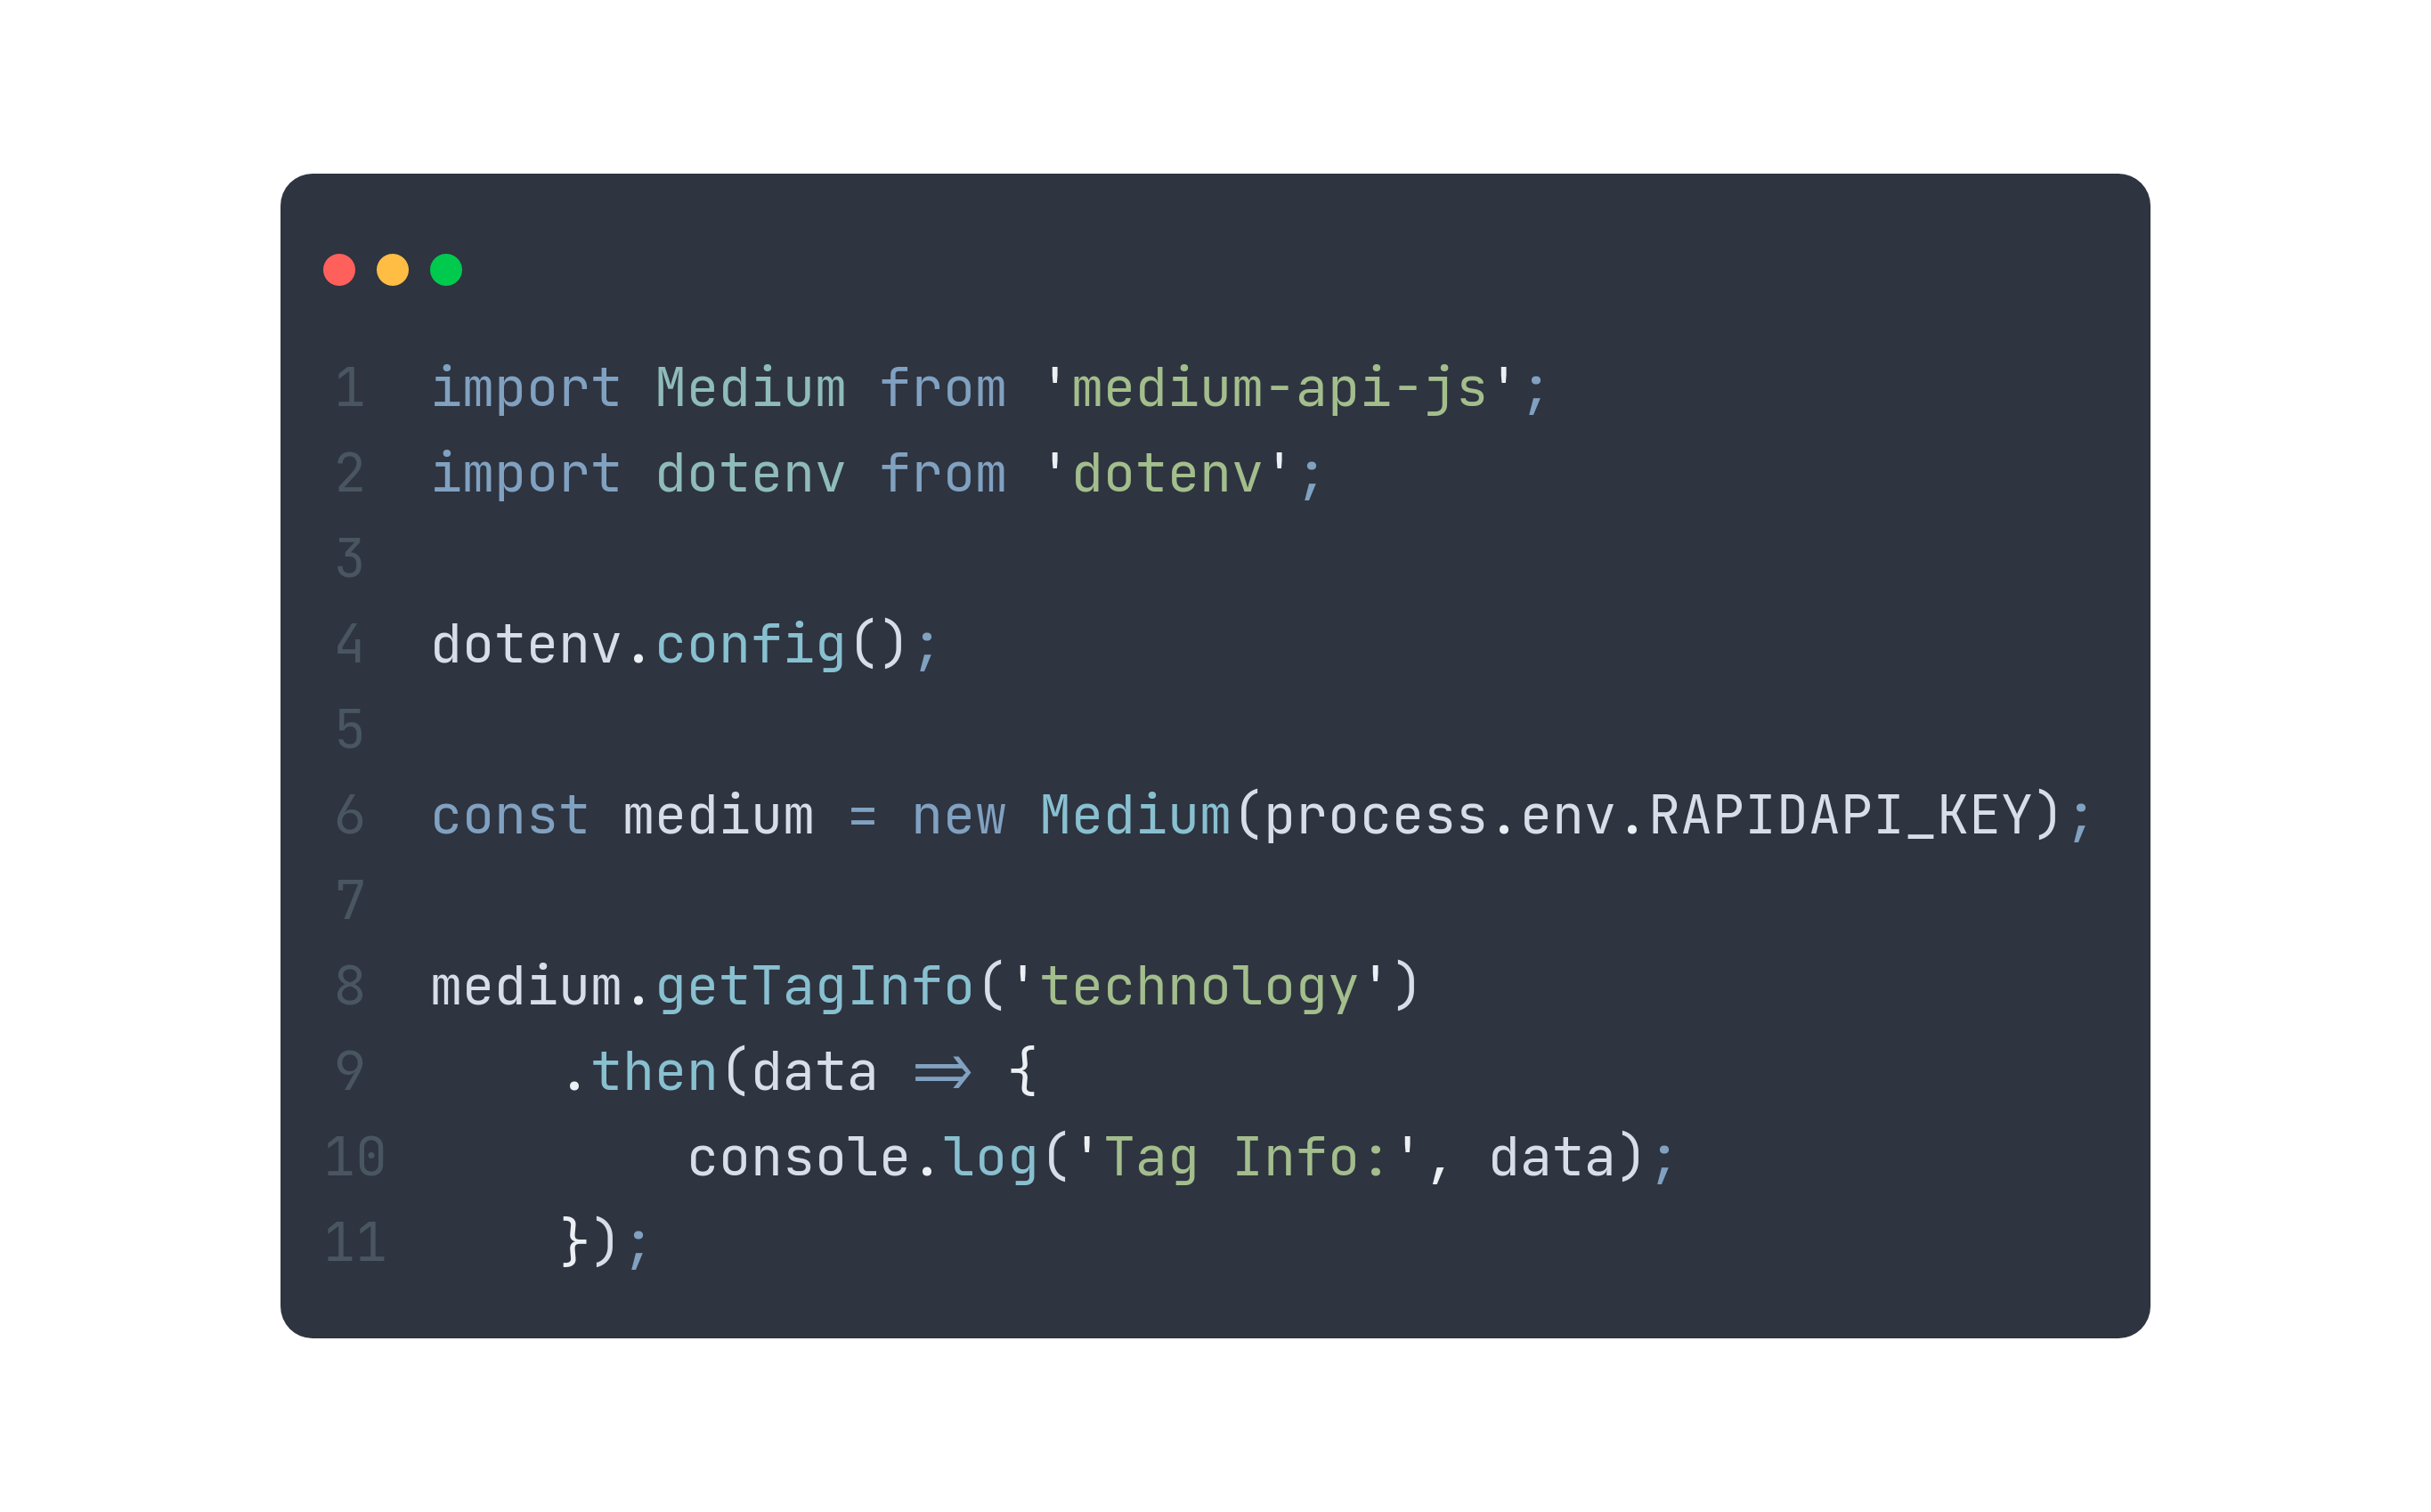 1 import Medium from 'medium-api-js';
2 import dotenv from 'dotenv';
3
4 dotenv.config();
5
6 const medium = new Medium(process.env.RAPIDAPI_KEY);
7
8 medium.getTagInfo('technology')
9     .then(data => {
10         console.log('Tag Info:', data);
11     });